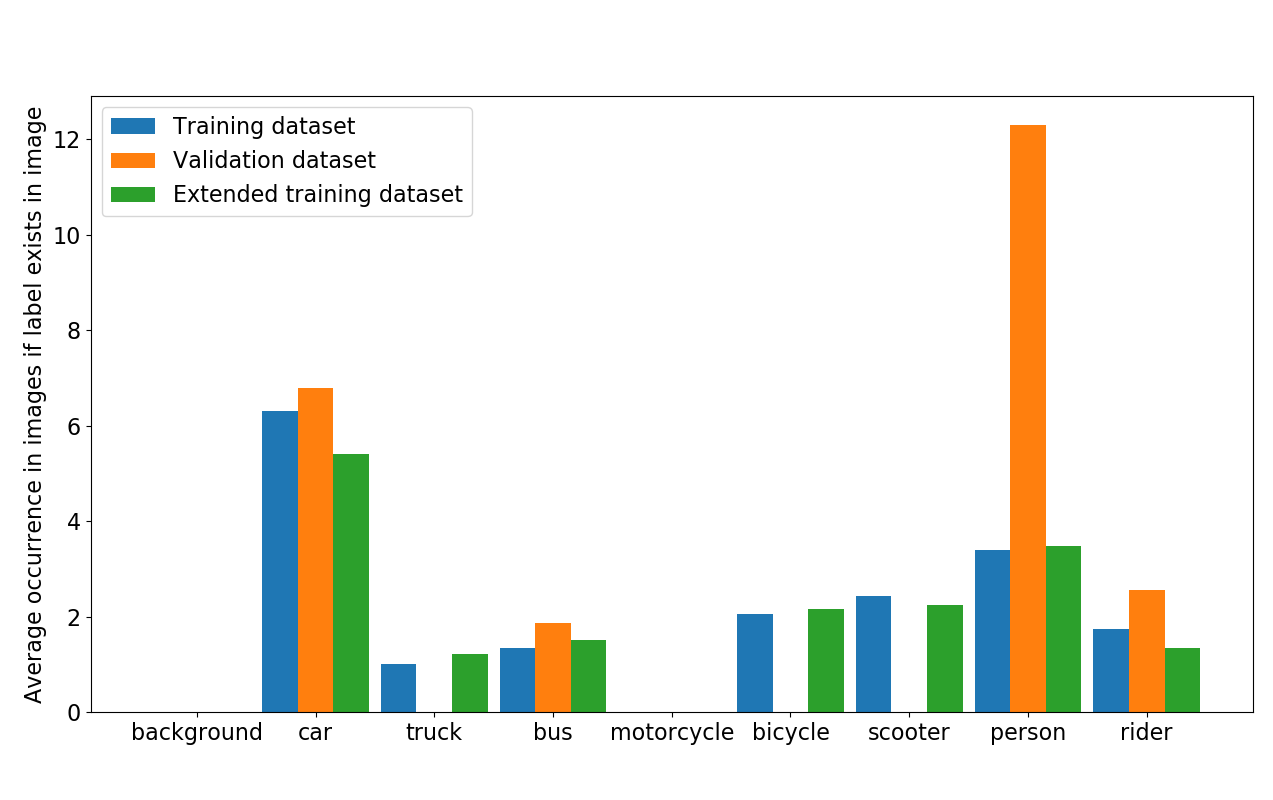 Training dataset
Validation dataset
Extended training dataset
Average occurrence in images if label exists in image
12
10
8
6
4
2
0
background car truck bus motorcycle bicycle scooter person rider